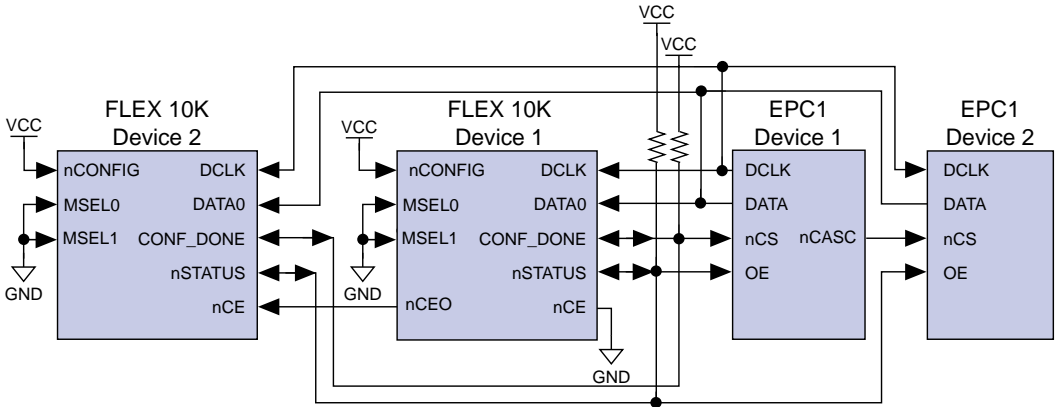 VCC
VCC
FLEX 10K
Device 2
FLEX 10K
Device 1
EPC1
Device 1
EPC1
Device 2
VCC
nCONFIG
DCLK
MSEL0
DATA0
MSEL1
CONF_DONE
nSTATUS
GND
nCE
VCC
nCONFIG
DCLK
MSEL0
DATA0
MSEL1
CONF_DONE
nSTATUS
GND
nCEO
nCE
GND
DCLK
DATA
nCS
nCASC
OE
DCLK
DATA
nCS
OE